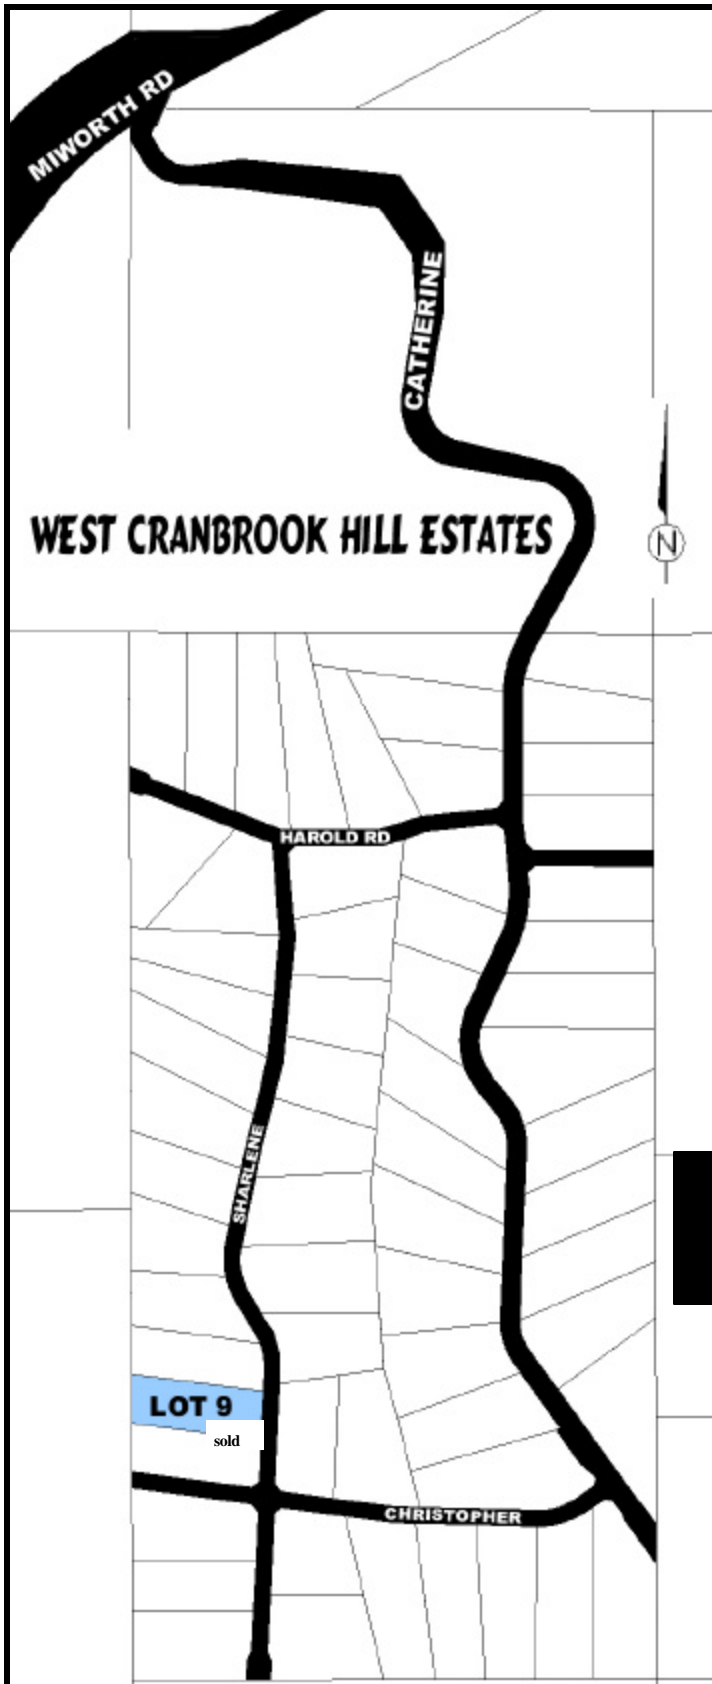 MIWORTH RD
CATHERINE
WEST CRANBROOK HILL ESTATES
N
HAROLD RD
SHARLENE
LOT 9
sold
CHRISTOPHER